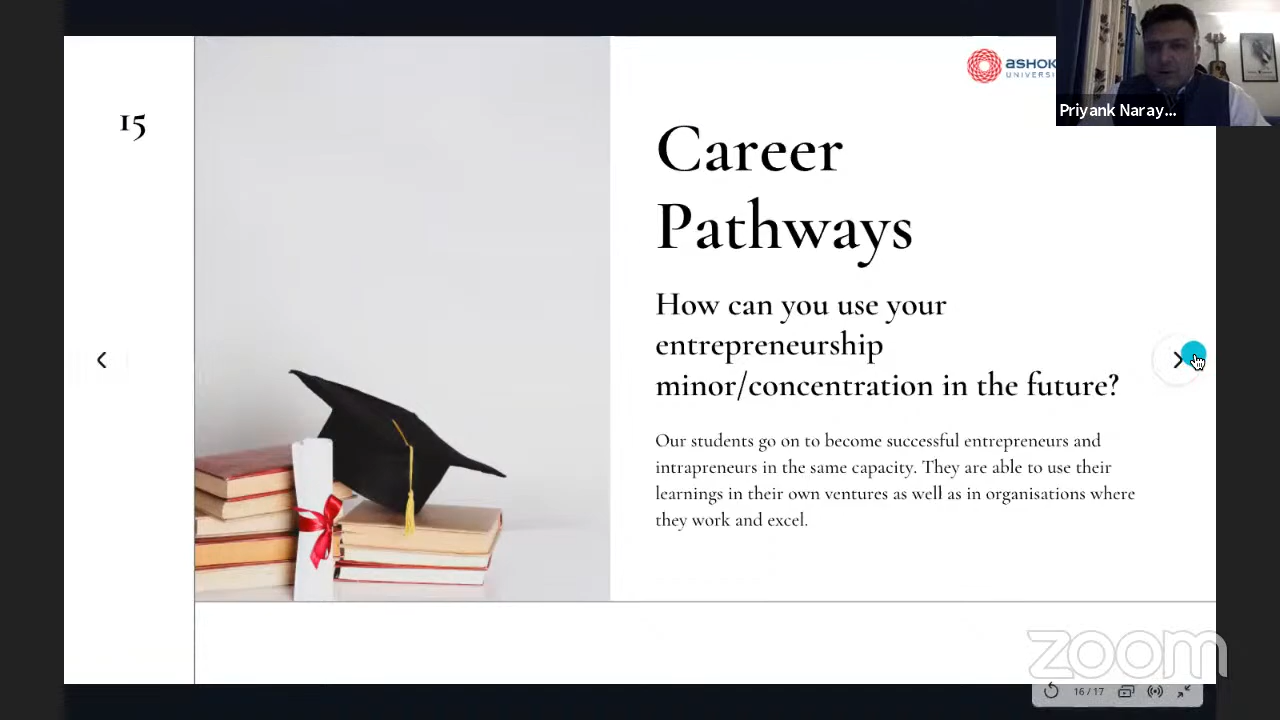 15
ASHOK
UNIVERSI
Priyank Naray...
Career
Pathways
How can you use your
entrepreneurship
minor/concentration in the future?
Our students go on to become successful entrepreneurs and
intrapreneurs in the same capacity. They are able to use their
learnings in their own ventures as well as in organisations where
they work and excel.
zoom
16/17